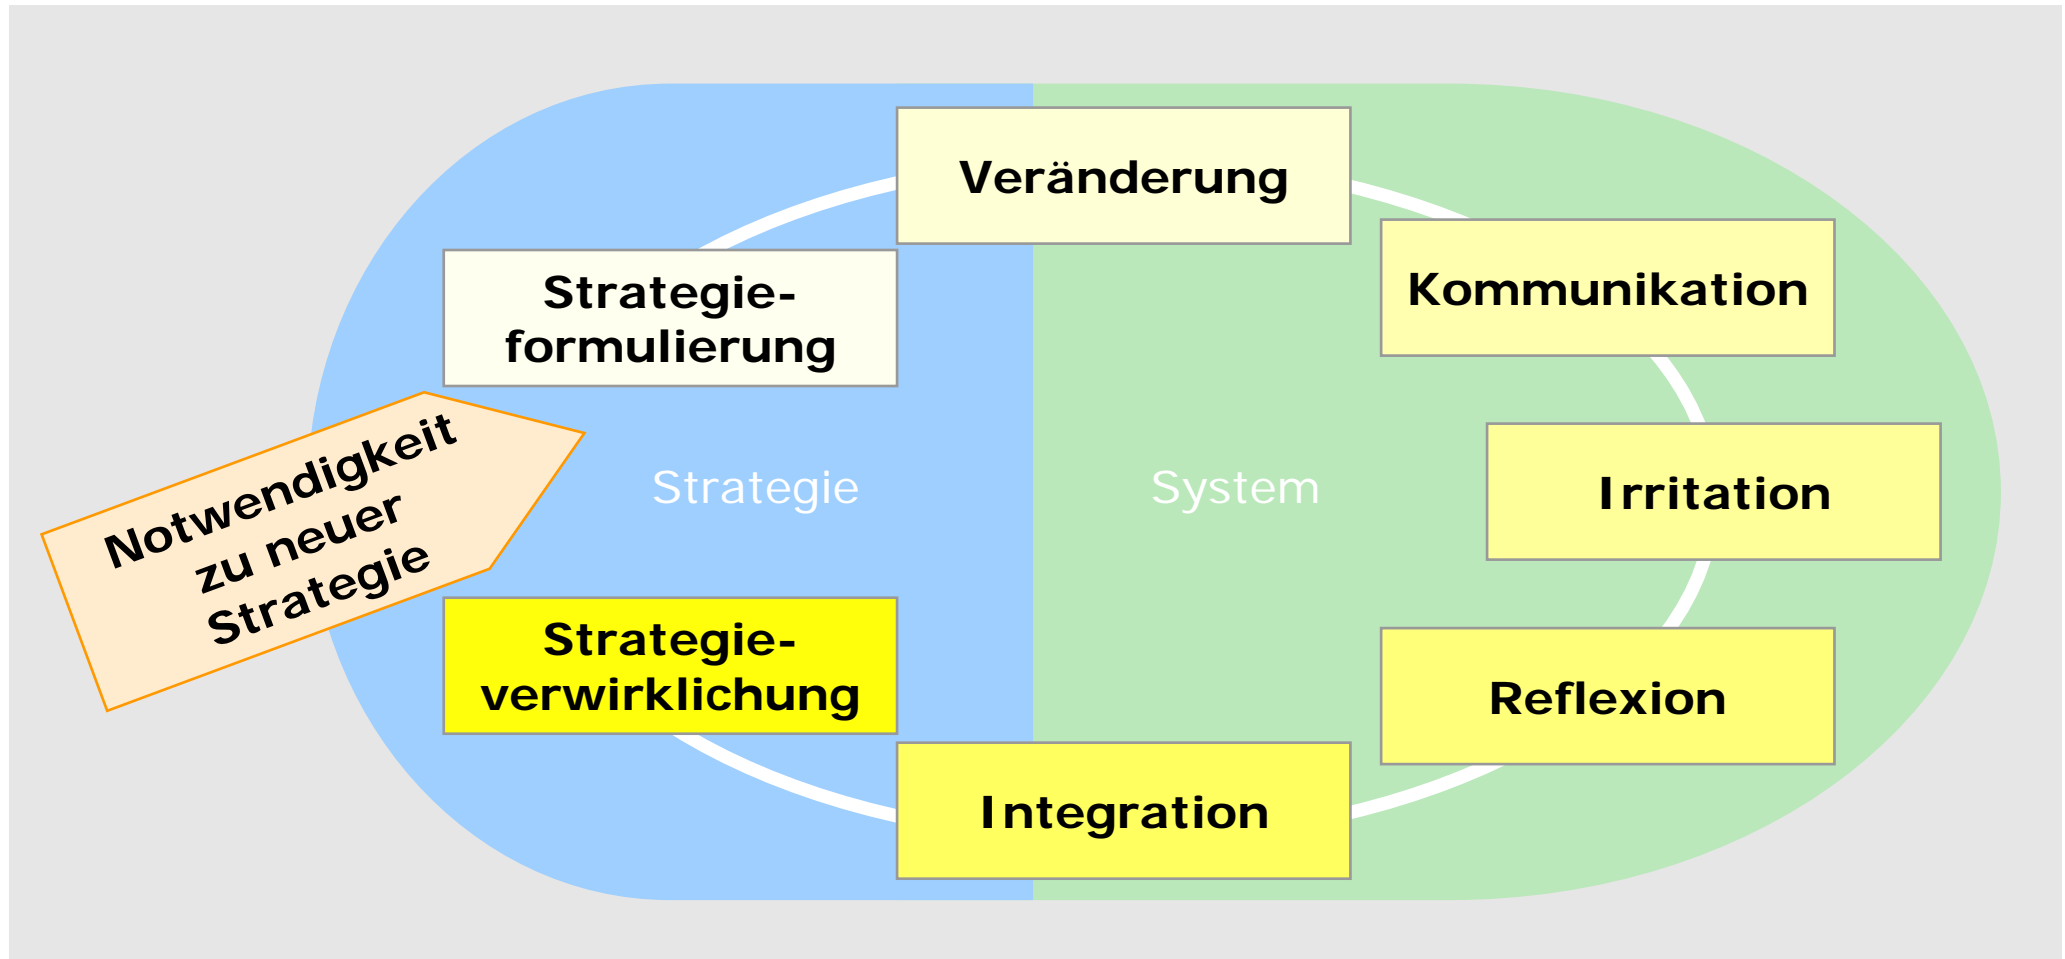 Veränderung
Kommunikation
Strategie-
formulierung
Notwendigkeit
zu neuer
Strategie
Strategie
System
Irritation
Strategie-
verwirklichung
Reflexion
Integration